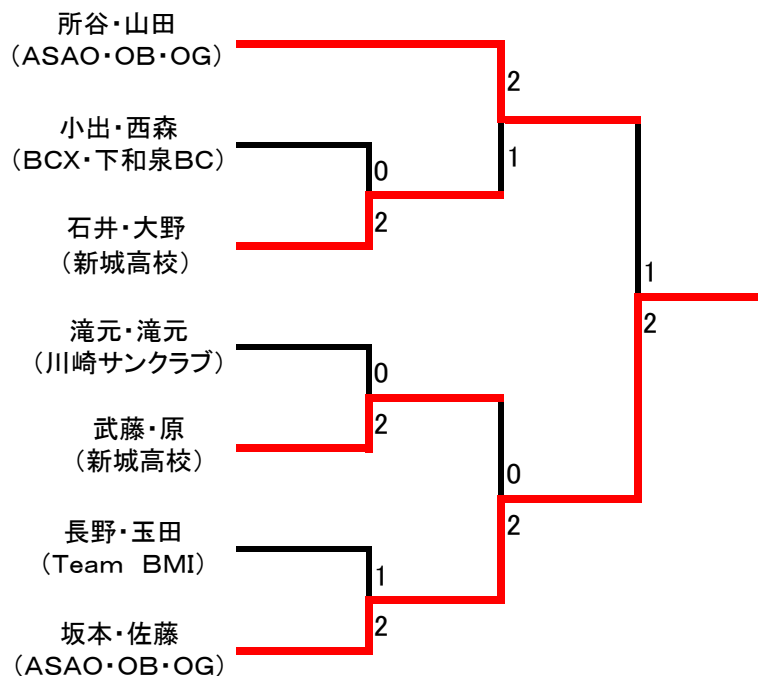 所谷・山田
（ASAO・OB・OG）
2
小出・西森
（BCX・下和泉BC）
0
1
2
石井・大野
（新城高校）
1
2
滝元・滝元
（川崎サンクラブ）
0
2
武藤・原
（新城高校）
0
2
長野・玉田
（Team　BMI）
1
2
坂本・佐藤
（ASAO・OB・OG）